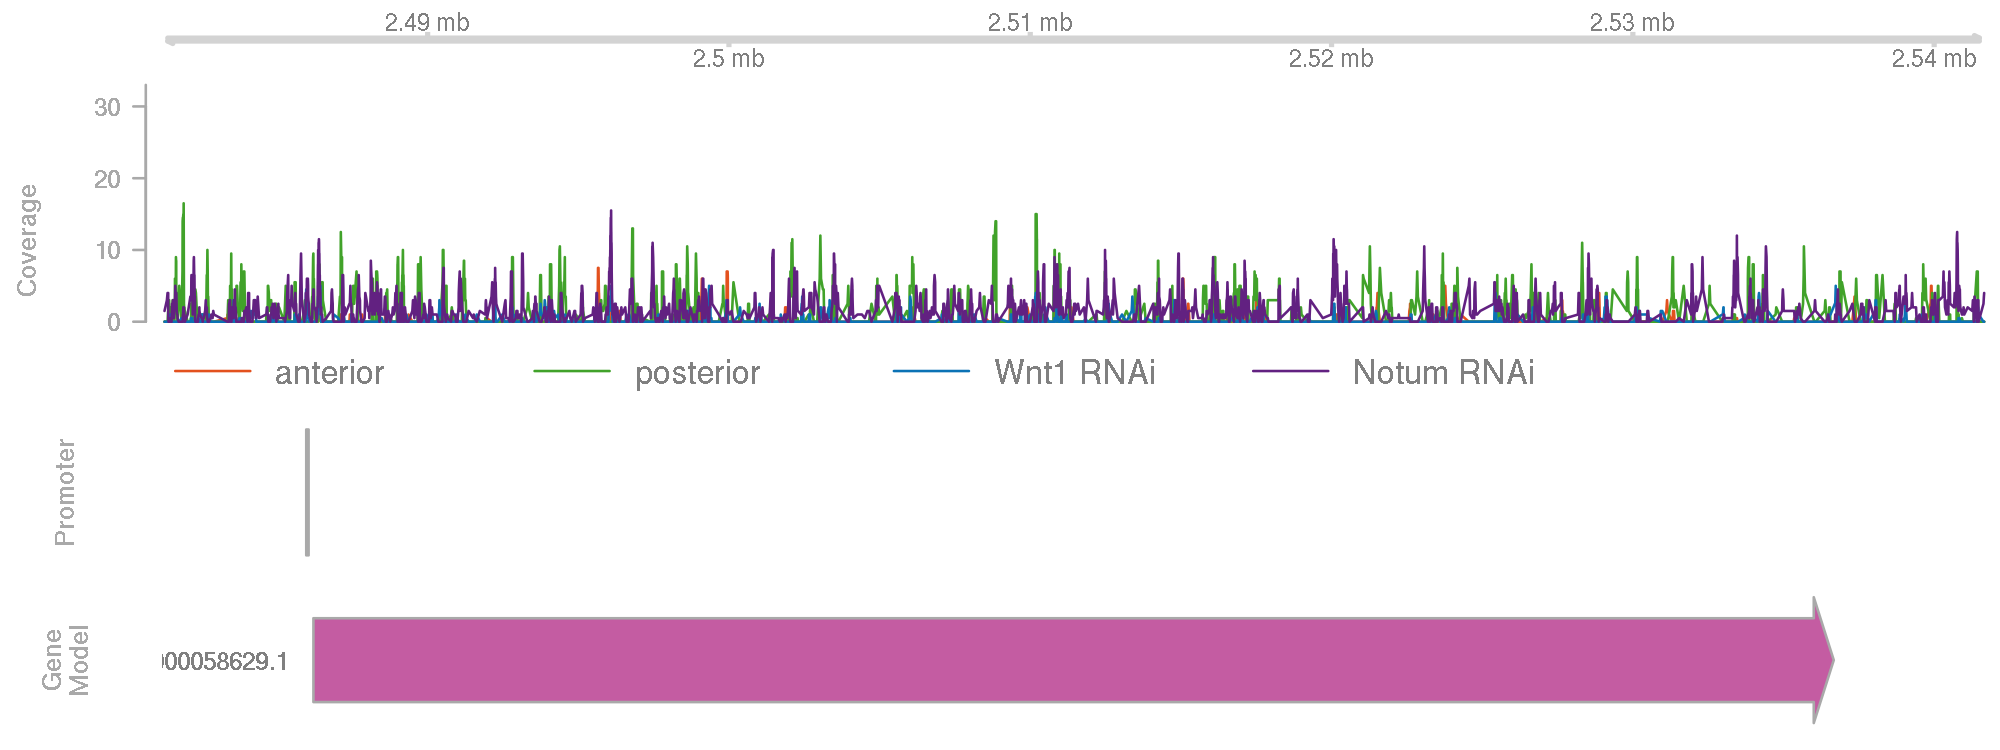 2.49 mb 2.51 mb 2.53 mb
2.5 mb 2.52 mb 2.54 mb
Coverage
30
20
10
0
anterior posterior Wnt1 RNAi Notum RNAi
Promoter
Gene
Model
00058629.1